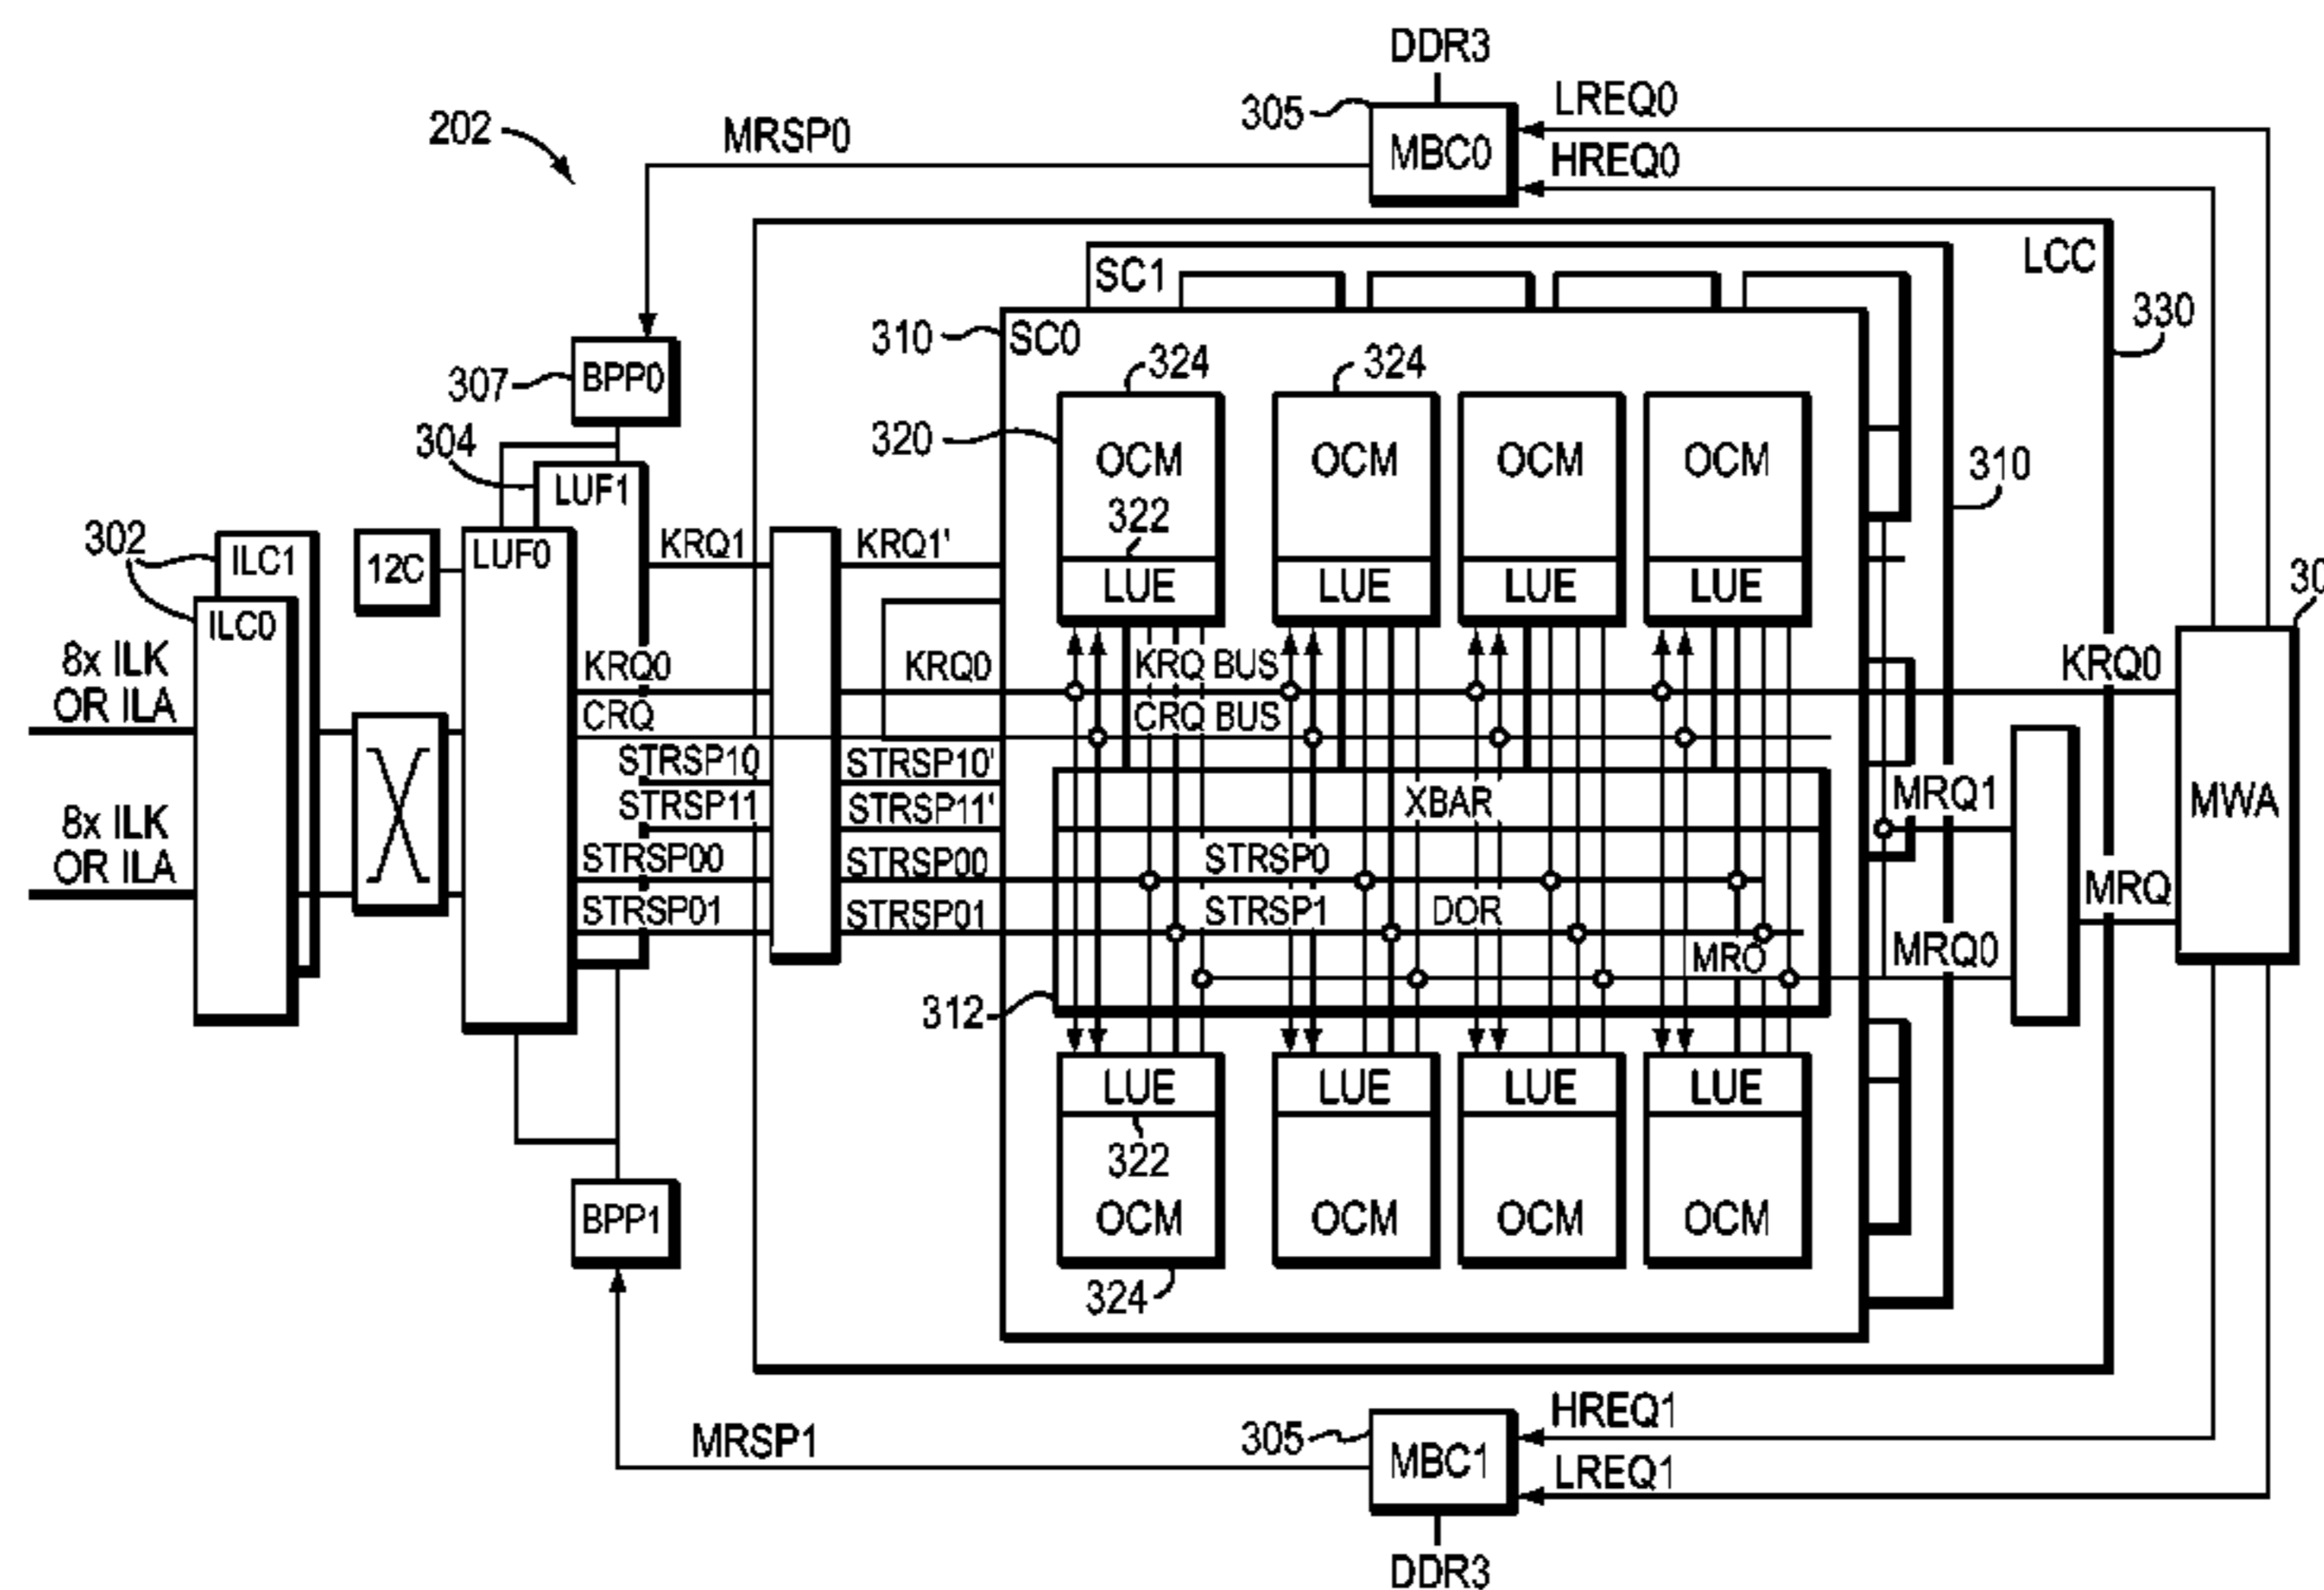 DDR3
202
MRSP0
305
MBC0
LREQ0
HREQ0
LCC
SC1
330
310
SC0
307
BPP0
324
324
304
LUF1
320
OCM
OCM
OCM
OCM
310
302
ILC1
12C
LUF0
KRQ1
KRQ1'
322
LUE
LUE
LUE
LUE
30
ILC0
8x ILK
OR ILA
KRQ0
KRQ0
KRQ BUS
KRQ0
CRQ
CRQ BUS
STRSP10
STRSP10'
STRSP11
STRSP11'
XBAR
MRQ1
MWA
8x ILK
OR ILA
STRSP00
STRSP00
STRSP0
MRQ
STRSP01
STRSP01
STRSP1
DOR
MRO
MRQ0
312
LUE
LUE
LUE
LUE
322
BPP1
OCM
OCM
OCM
OCM
324
MRSP1
305
MBC1
HREQ1
LREQ1
DDR3